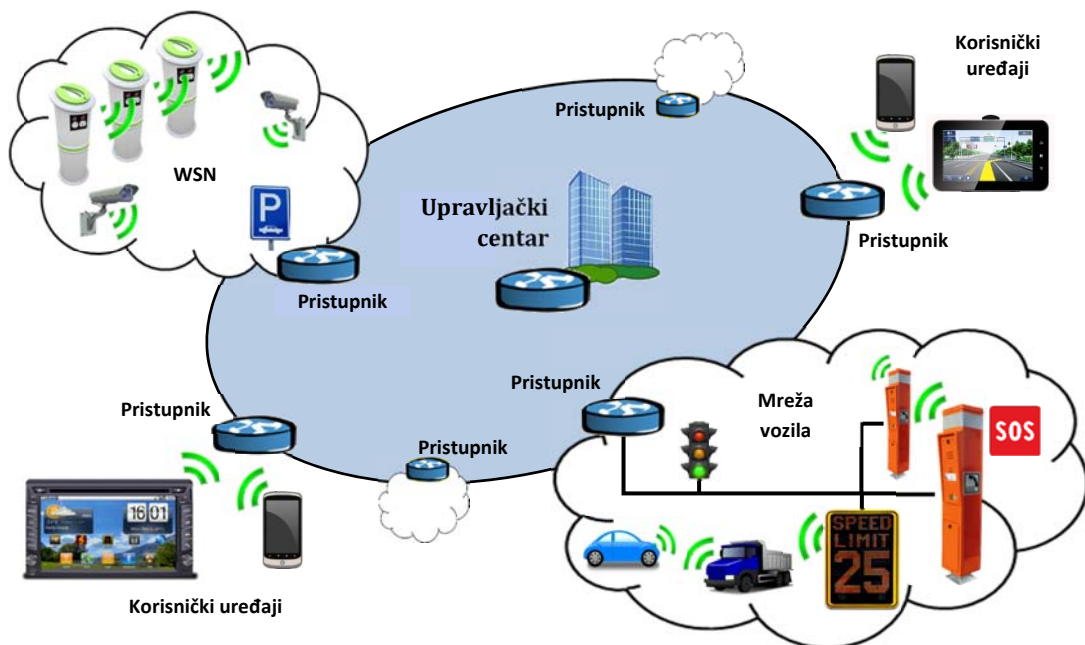 Korisnički
uređaji
Pristupnik
WSN
P
Upravljački
centar
Pristupnik
Pristupnik
Pristupnik
Pristupnik
Mreža
vozila
SOS
Pristupnik
SPEED
LIMIT
25
16 01
Korisnički uređaji